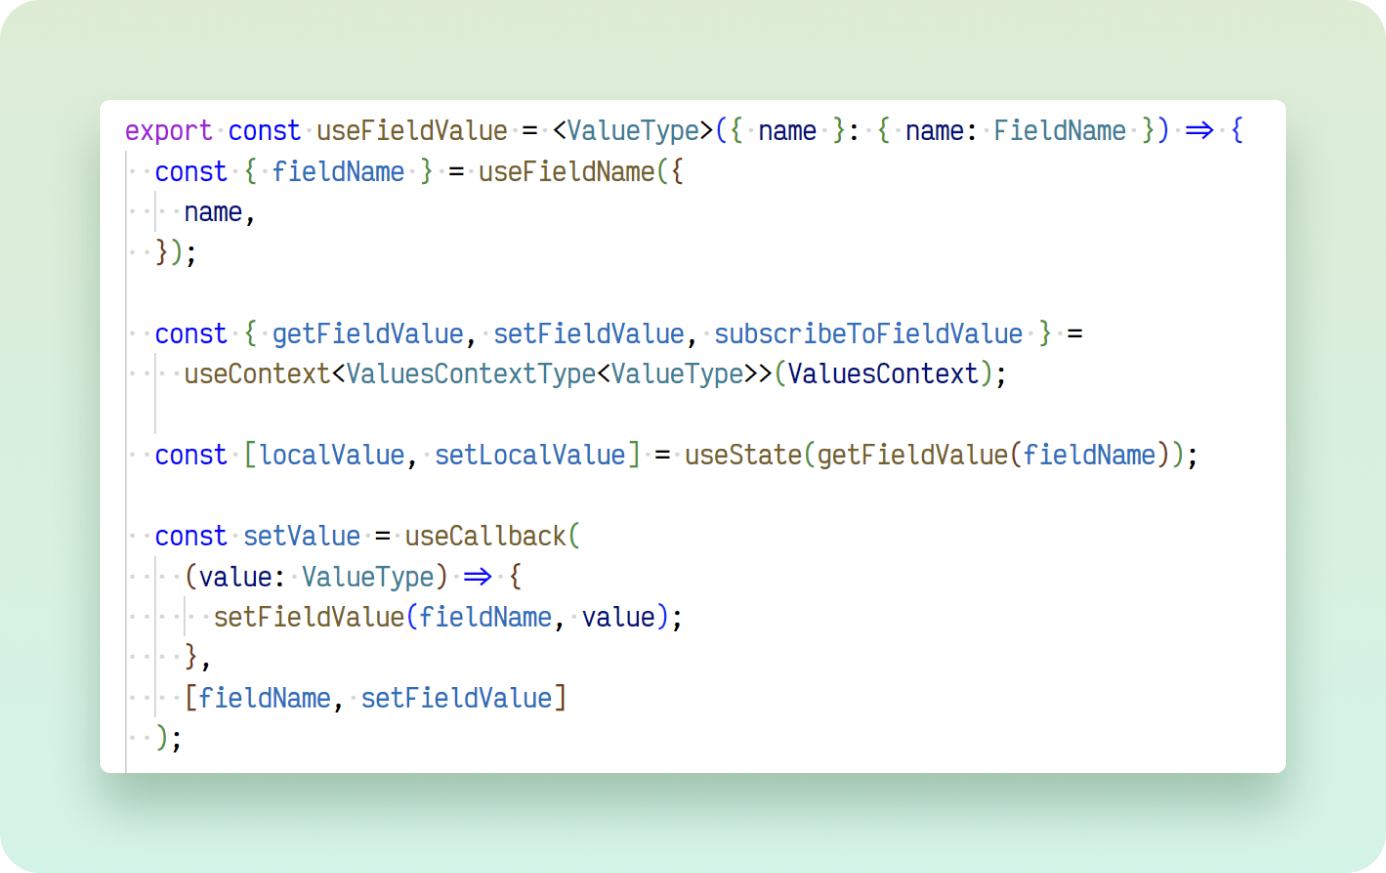 export const useFieldValue = <ValueType>({ name }: { name: FieldName }) => {
  const { fieldName } = useFieldName({
    name,
  });

  const { getFieldValue, setFieldValue, subscribeToFieldValue } =
    useContext<ValuesContextType<ValueType>>(ValuesContext);

  const [localValue, setLocalValue] = useState(getFieldValue(fieldName));

  const setValue = useCallback(
    (value: ValueType) => {
      setFieldValue(fieldName, value);
    },
    [fieldName, setFieldValue]
  );